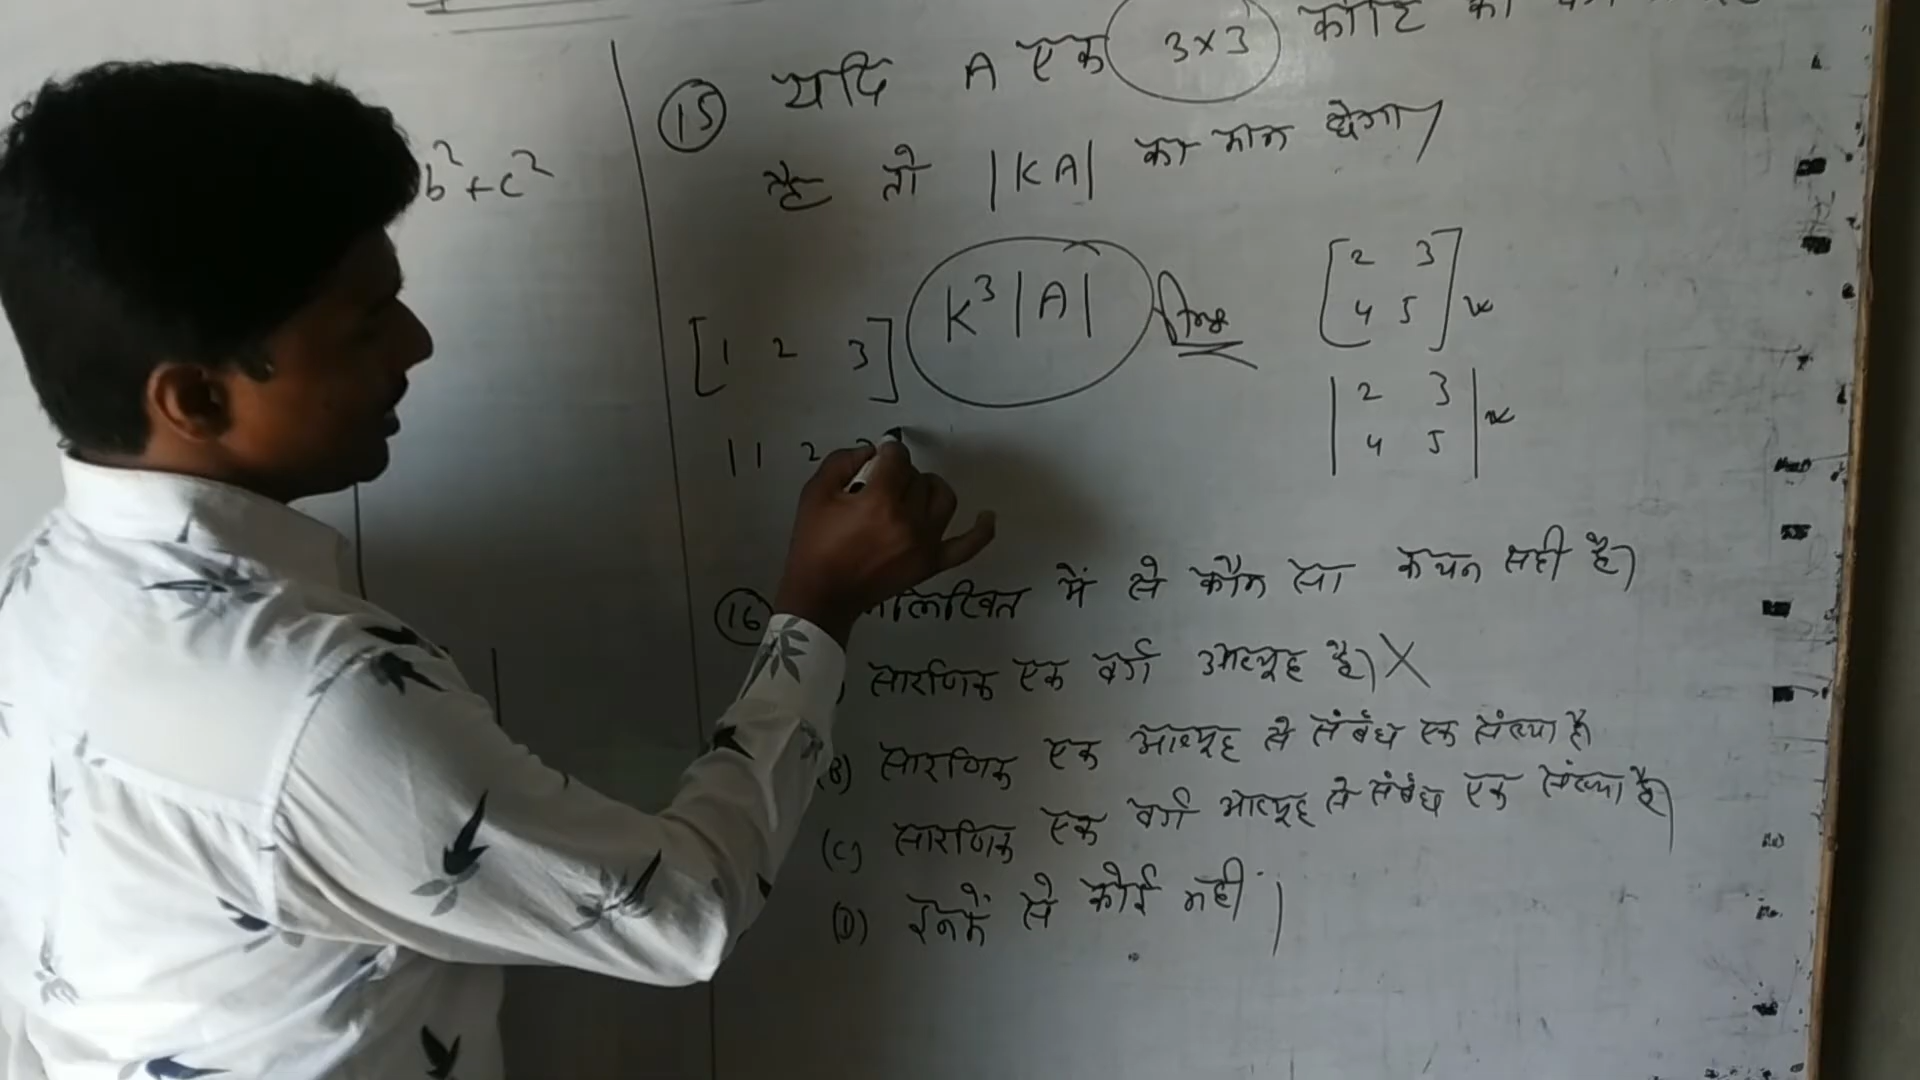 b² + c²
(15) यदि A एक 3×3 कोटि का
है तो |KA| का मान होगा।
K³|A|
[1 2 3]
|1 2
[2 3
4 5]
|2 3
4 5|
(16) में से कौन सा कथन सही है।
सारणिक एक वर्ग आव्यूह है। X
(B) सारणिक एक आव्यूह से संबंध एक संख्या है
(C) सारणिक एक वर्ग आव्यूह से संबंध एक संख्या है।
(D) इनमें से कोई नहीं।